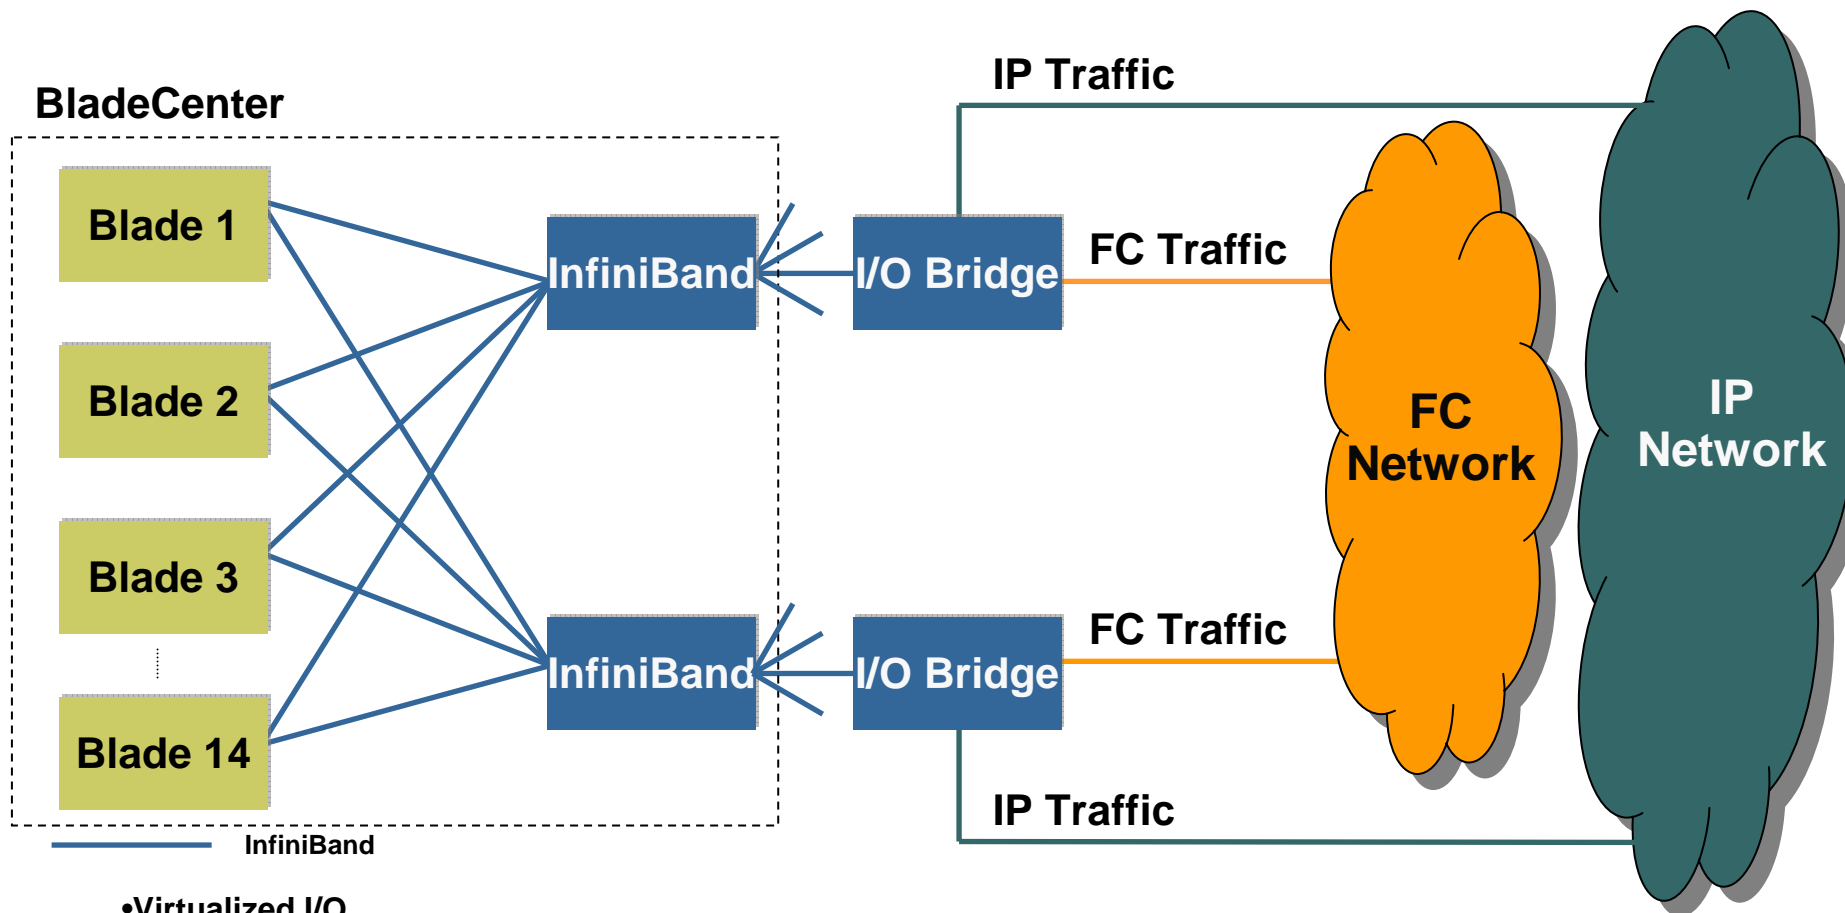 IP Traffic
BladeCenter
Blade 1
InfiniBand
I/O Bridge
FC Traffic
Blade 2
FC
Network
IP
Network
Blade 3
Blade 14
InfiniBand
I/O Bridge
FC Traffic
IP Traffic
InfiniBand
•Virtualized I/O